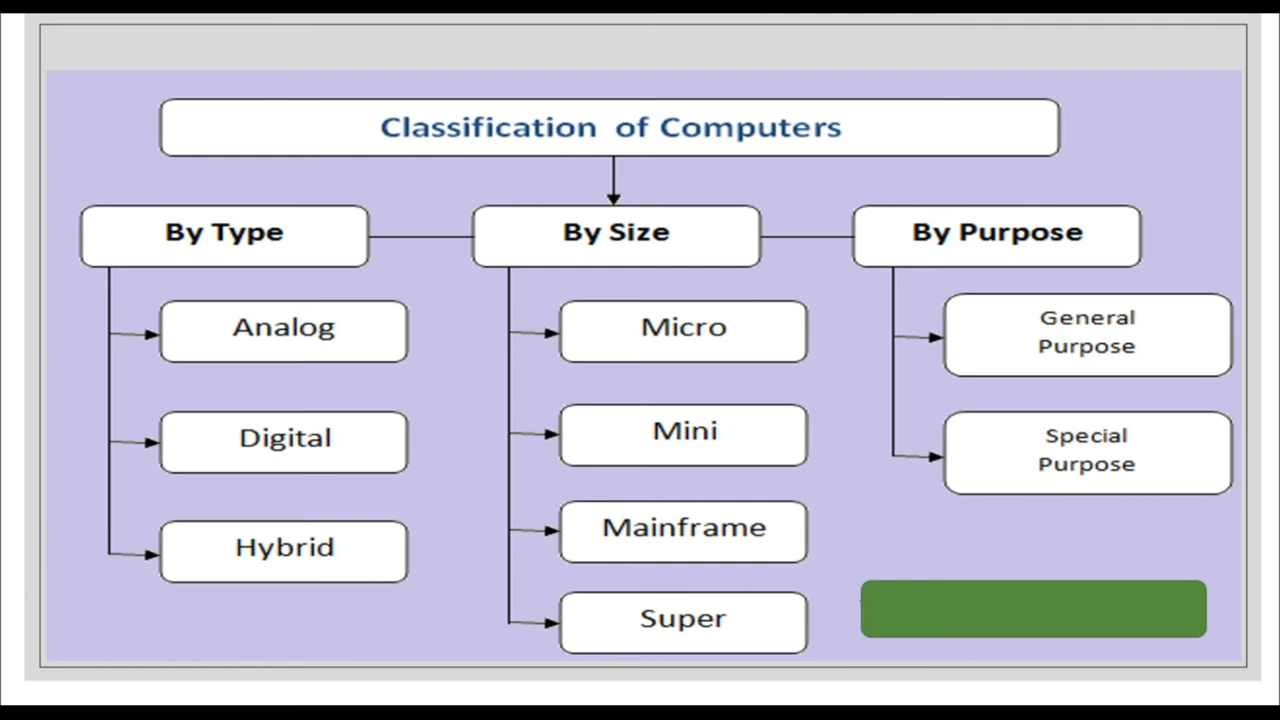 Classification of Computers
By Type
By Size
By Purpose
Analog
Digital
Hybrid
Micro
Mini
Mainframe
Super
General
Purpose
Special
Purpose